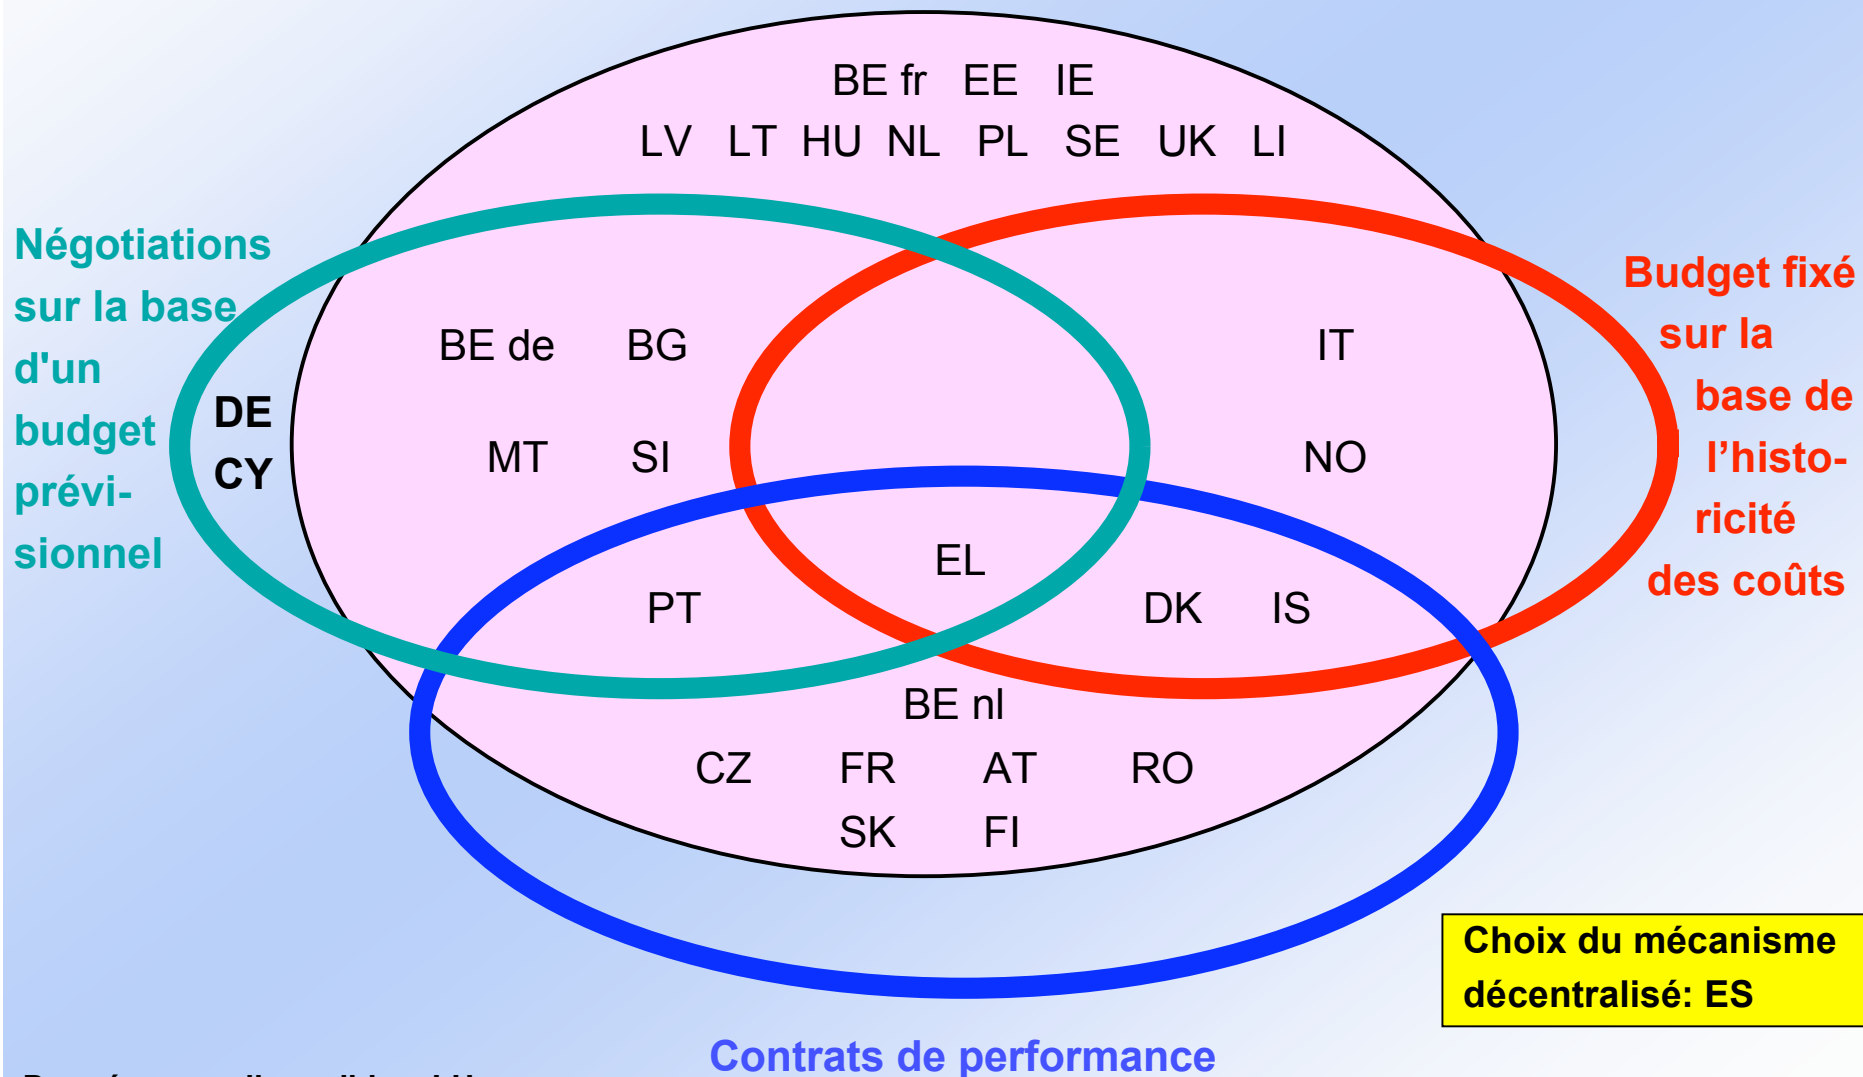 BE fr EE IE
LV LT HU NL PL SE UK LI
Négotiations
sur la base
d'un
budget
prévi-
sionnel
DE
CY
BE de BG
MT SI
IT
NO
Budget fixé
sur la
base de
l’histo-
ricité
des coûts
EL
PT
DK IS
BE nl
CZ FR AT RO
SK FI
Choix du mécanisme
décentralisé: ES
Contrats de performance